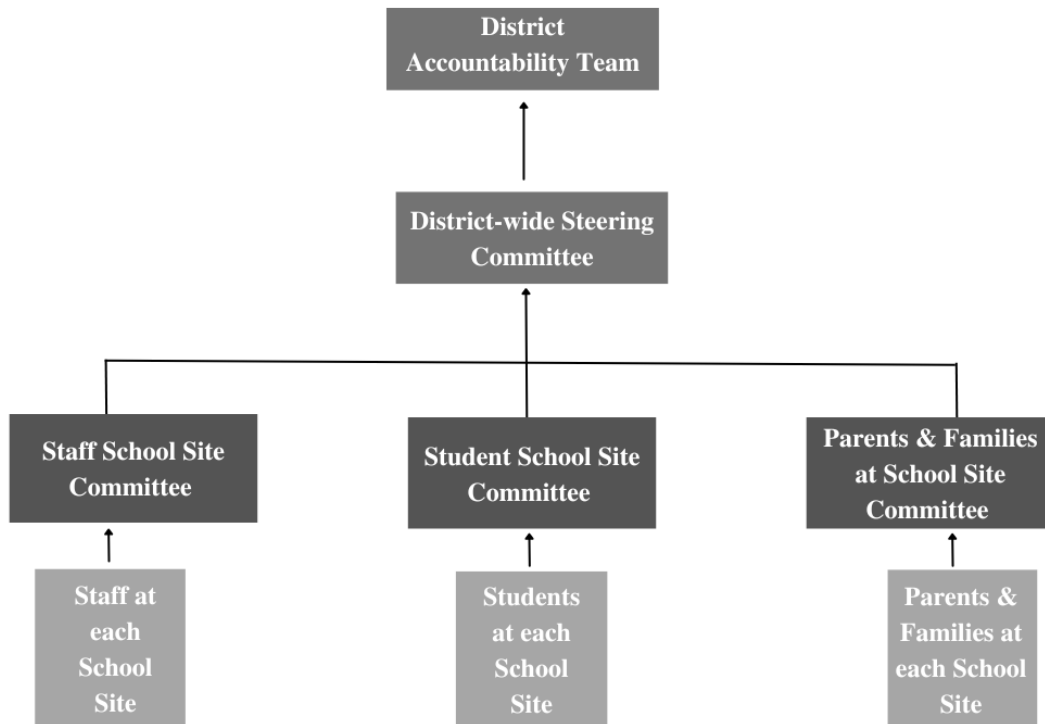 District
Accountability Team
District-wide Steering
Committee
Staff School Site
Committee
Student School Site
Committee
Parents & Families
at School Site
Committee
Staff at
each
School
Site
Students
at each
School
Site
Parents &
Families at
each School
Site